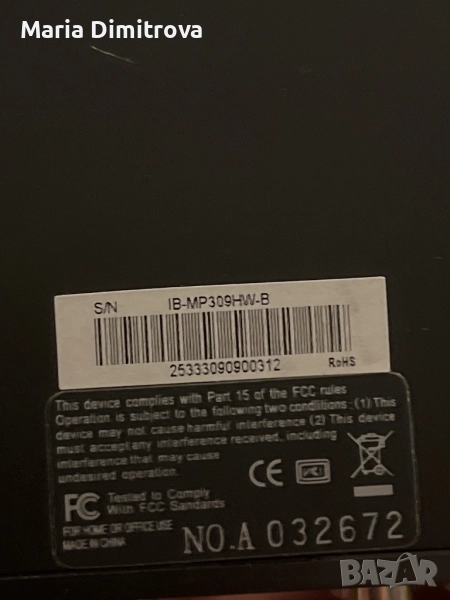 Maria Dimitrova
S/N IB-MP309HW-B
25333090900312 RoHS
This device complies with Part 15 of the FCC rules
Operation is subject to the following two conditions: (1) This
device may not cause harmful interference (2) This device
must accept any interference received, including
interference that may cause
undesired operation.
CE
FC Tested to Comply
With FCC Sandards
FOR HOME OR OFFICE USE
MADE IN CHINA
NO.A 032672
BAZAR